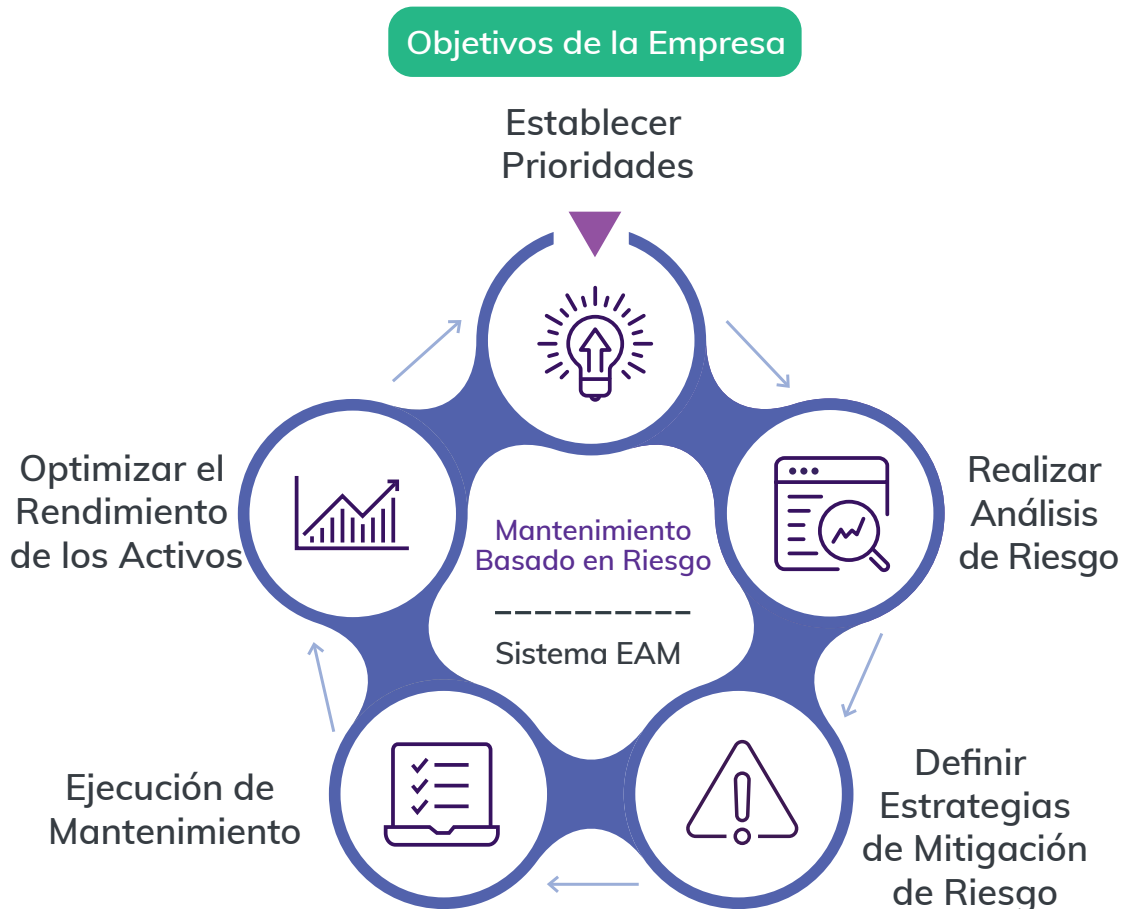 Objetivos de la Empresa
Establecer
Prioridades
Realizar
Análisis
de Riesgo
Definir
Estrategias
de Mitigación
de Riesgo
Ejecución de
Mantenimiento
Optimizar el
Rendimiento
de los Activos
Mantenimiento
Basado en Riesgo
Sistema EAM